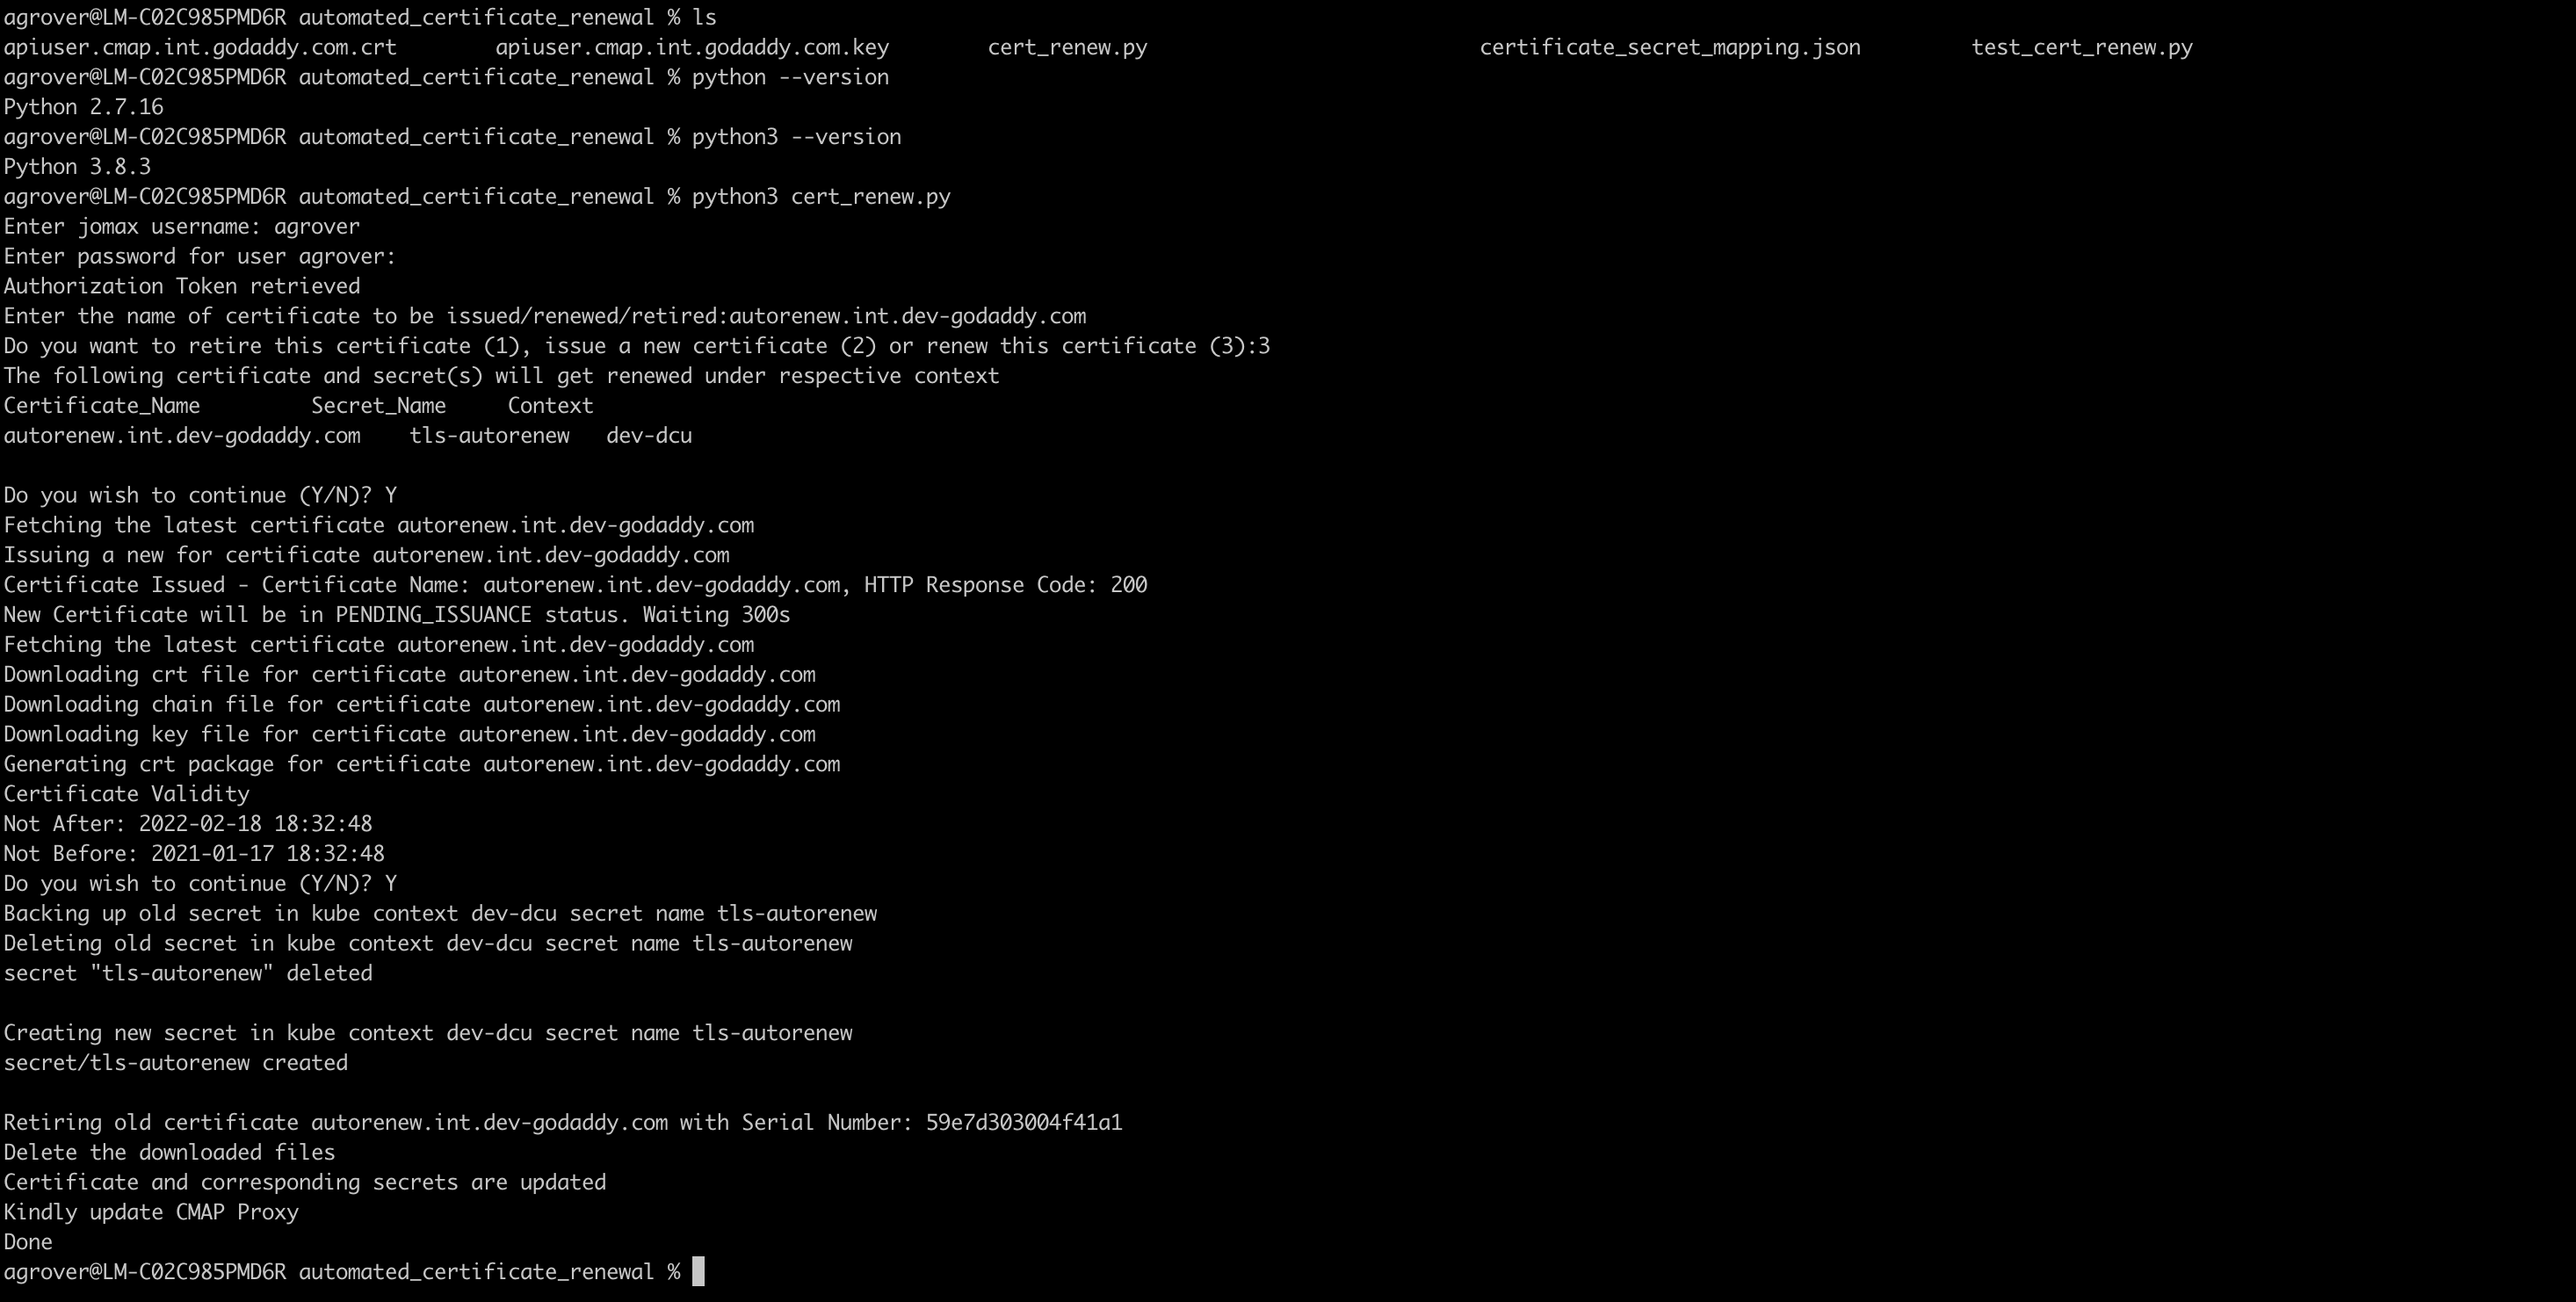 agrover@LM-C02C985PMD6R automated_certificate_renewal % ls
apiuser.cmap.int.godaddy.com.crt        apiuser.cmap.int.godaddy.com.key        cert_renew.py                           certificate_secret_mapping.json         test_cert_renew.py
agrover@LM-C02C985PMD6R automated_certificate_renewal % python --version
Python 2.7.16
agrover@LM-C02C985PMD6R automated_certificate_renewal % python3 --version
Python 3.8.3
agrover@LM-C02C985PMD6R automated_certificate_renewal % python3 cert_renew.py
Enter jomax username: agrover
Enter password for user agrover:
Authorization Token retrieved
Enter the name of certificate to be issued/renewed/retired:autorenew.int.dev-godaddy.com
Do you want to retire this certificate (1), issue a new certificate (2) or renew this certificate (3):3
The following certificate and secret(s) will get renewed under respective context
Certificate_Name         Secret_Name     Context
autorenew.int.dev-godaddy.com    tls-autorenew   dev-dcu
Do you wish to continue (Y/N)? Y
Fetching the latest certificate autorenew.int.dev-godaddy.com
Issuing a new for certificate autorenew.int.dev-godaddy.com
Certificate Issued - Certificate Name: autorenew.int.dev-godaddy.com, HTTP Response Code: 200
New Certificate will be in PENDING_ISSUANCE status. Waiting 300s
Fetching the latest certificate autorenew.int.dev-godaddy.com
Downloading crt file for certificate autorenew.int.dev-godaddy.com
Downloading chain file for certificate autorenew.int.dev-godaddy.com
Downloading key file for certificate autorenew.int.dev-godaddy.com
Generating crt package for certificate autorenew.int.dev-godaddy.com
Certificate Validity
Not After: 2022-02-18 18:32:48
Not Before: 2021-01-17 18:32:48
Do you wish to continue (Y/N)? Y
Backing up old secret in kube context dev-dcu secret name tls-autorenew
Deleting old secret in kube context dev-dcu secret name tls-autorenew
secret "tls-autorenew" deleted
Creating new secret in kube context dev-dcu secret name tls-autorenew
secret/tls-autorenew created
Retiring old certificate autorenew.int.dev-godaddy.com with Serial Number: 59e7d303004f41a1
Delete the downloaded files
Certificate and corresponding secrets are updated
Kindly update CMAP Proxy
Done
agrover@LM-C02C985PMD6R automated_certificate_renewal %